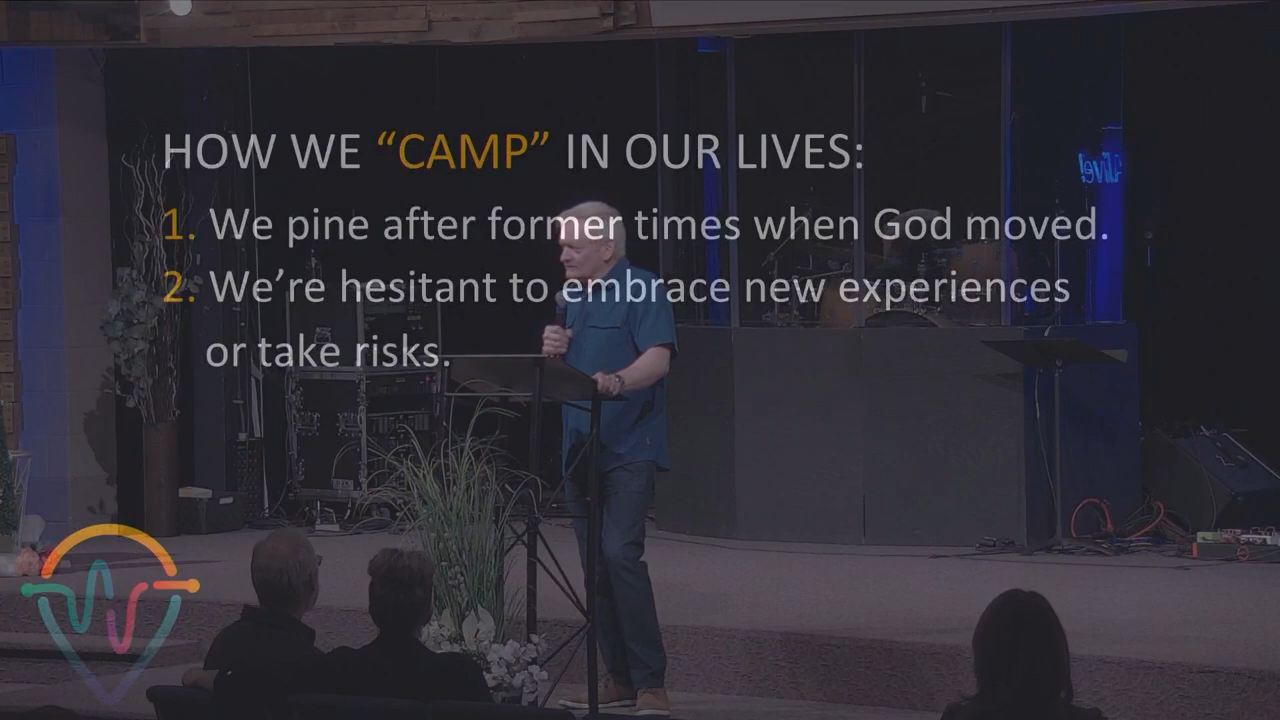 HOW WE “CAMP” IN OUR LIVES:
1. We pine after former times when God moved.
2. We’re hesitant to embrace new experiences
or take risks.
Alive!